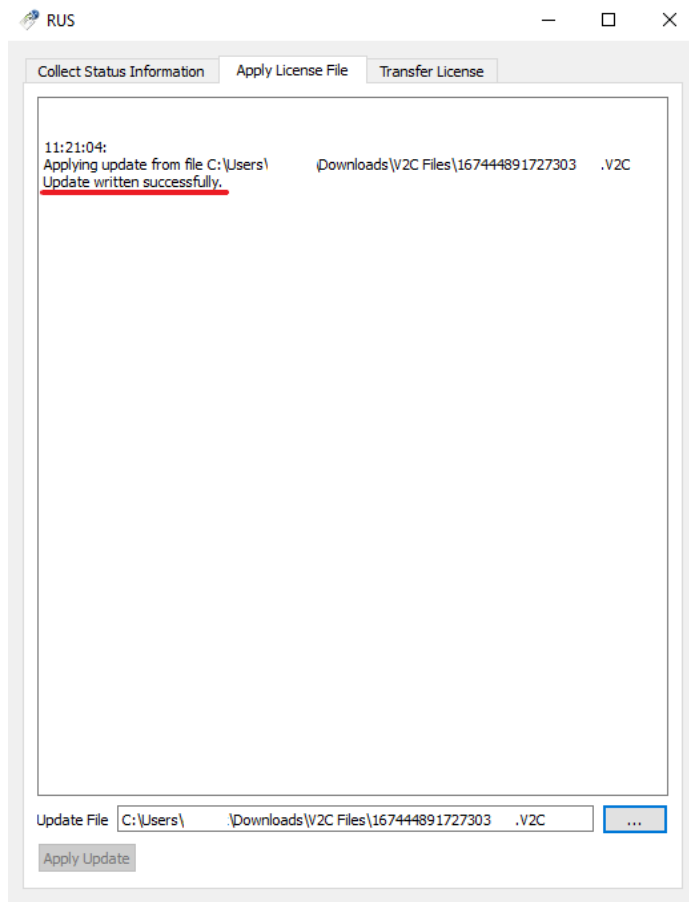 RUS
Collect Status Information Apply License File Transfer License
11:21:04:
Applying update from file C:\Users\ \Downloads\V2C Files\167444891727303 .V2C
Update written successfully.
Update File C:\Users\ \Downloads\V2C Files\167444891727303 .V2C ...
Apply Update